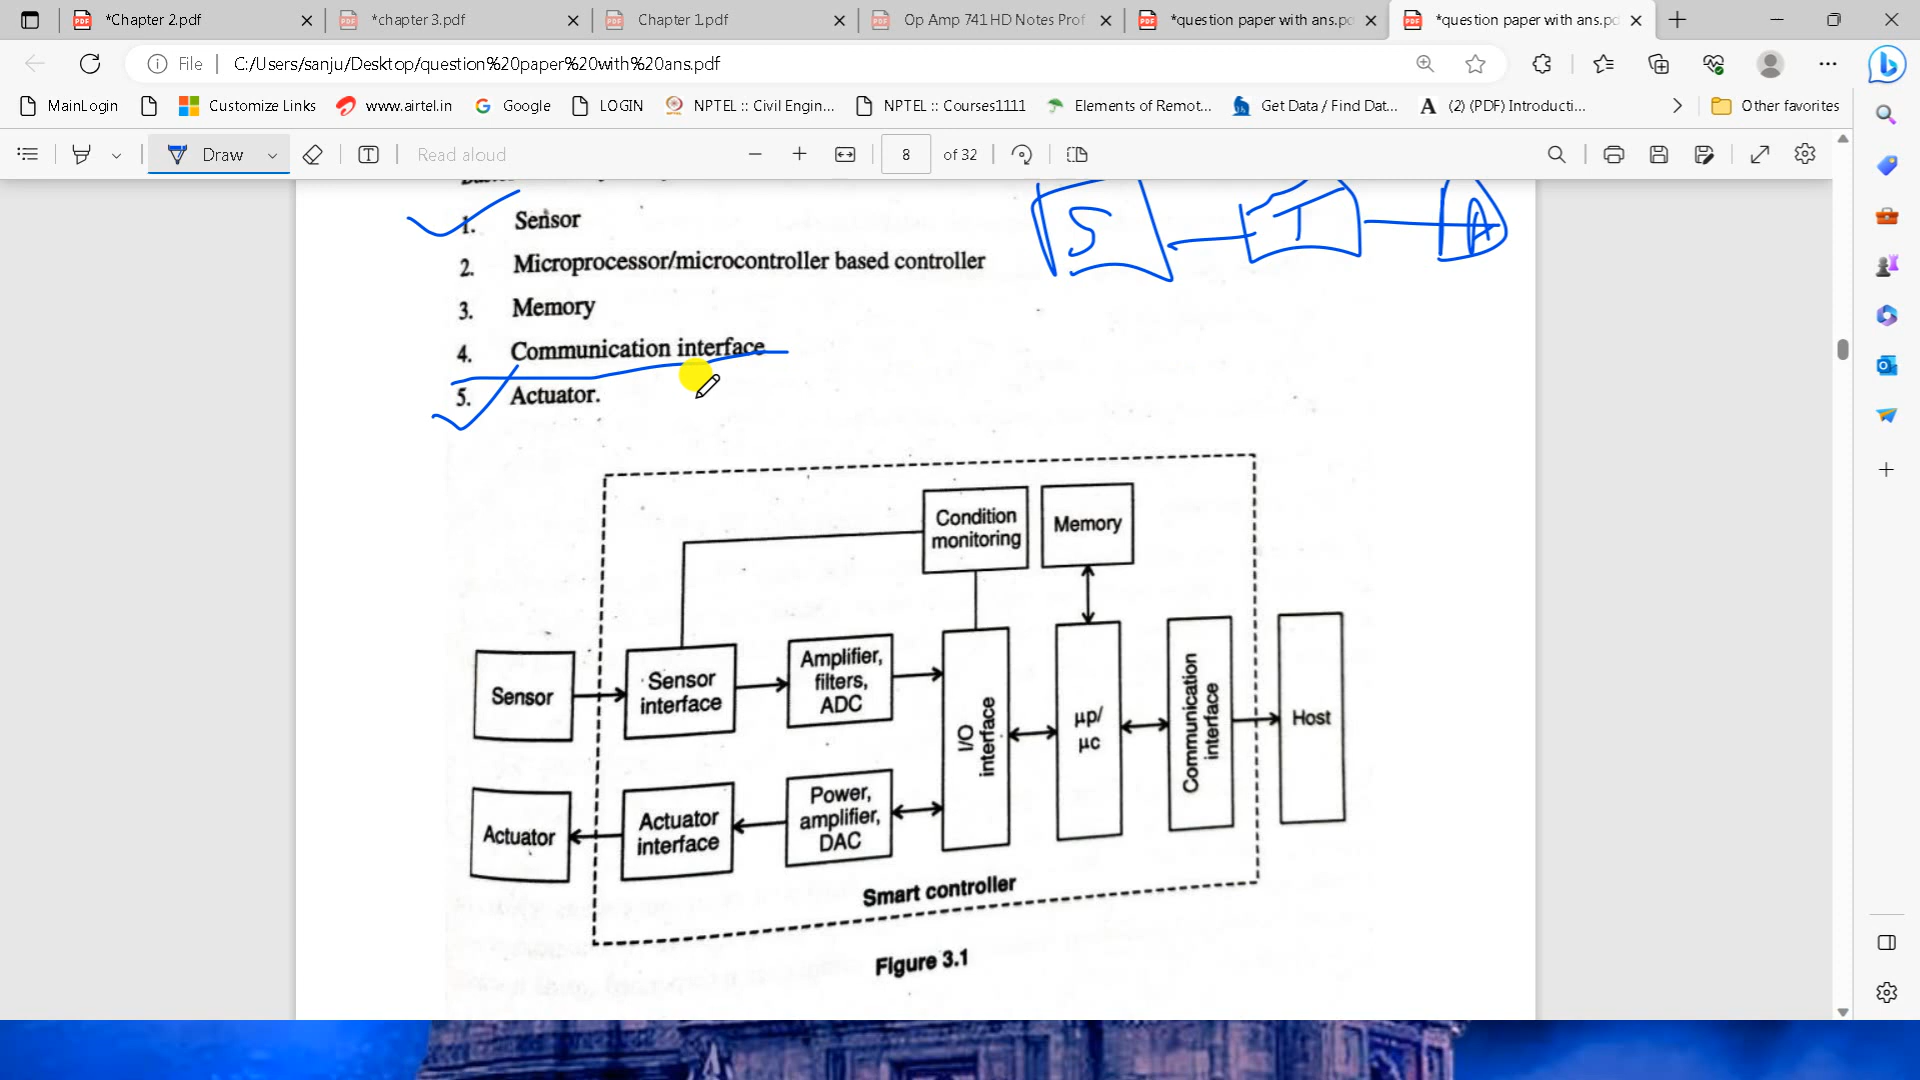 *Chapter 2.pdf
*chapter 3.pdf
Chapter 1.pdf
Op Amp 741 HD Notes Prof
*question paper with ans.pd
*question paper with ans.pd
File
C:/Users/sanju/Desktop/question%20paper%20with%20ans.pdf
MainLogin
Customize Links
www.airtel.in
Google
LOGIN
NPTEL :: Civil Engin...
NPTEL :: Courses1111
Elements of Remot...
Get Data / Find Dat...
(2) (PDF) Introducti...
Other favorites
Draw
Read aloud
8
of 32
1. Sensor
2. Microprocessor/microcontroller based controller
3. Memory
4. Communication interface
5. Actuator.
S
T
A
Condition
monitoring
Memory
Sensor
Sensor
interface
Amplifier,
filters,
ADC
I/O
interface
μp/
μc
Communication
interface
Host
Actuator
Actuator
interface
Power,
amplifier,
DAC
Smart controller
Figure 3.1